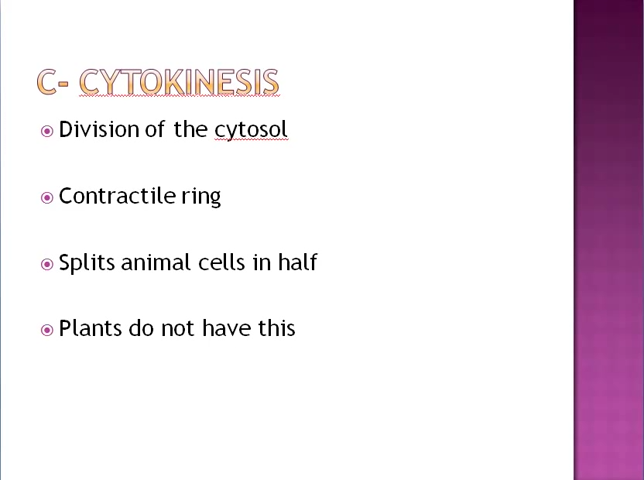 C- CYTOKINESIS
Division of the cytosol
Contractile ring
Splits animal cells in half
Plants do not have this